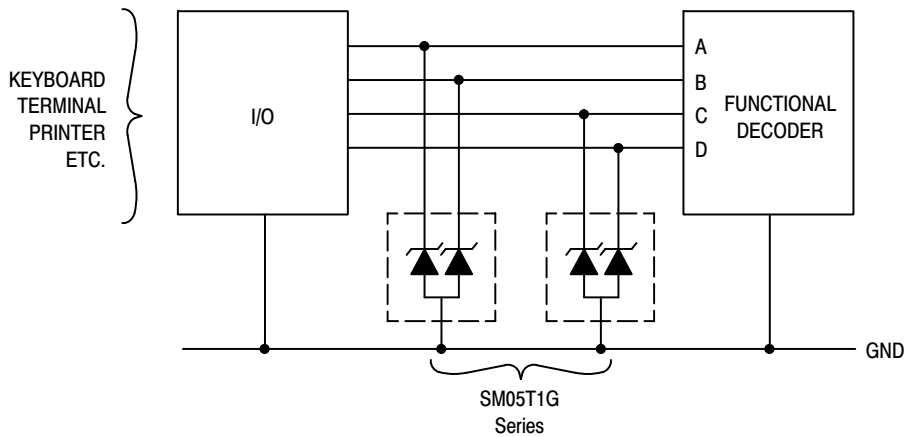 KEYBOARD
TERMINAL
PRINTER
ETC.
I/O
A
B
C
D
FUNCTIONAL
DECODER
GND
SM05T1G
Series